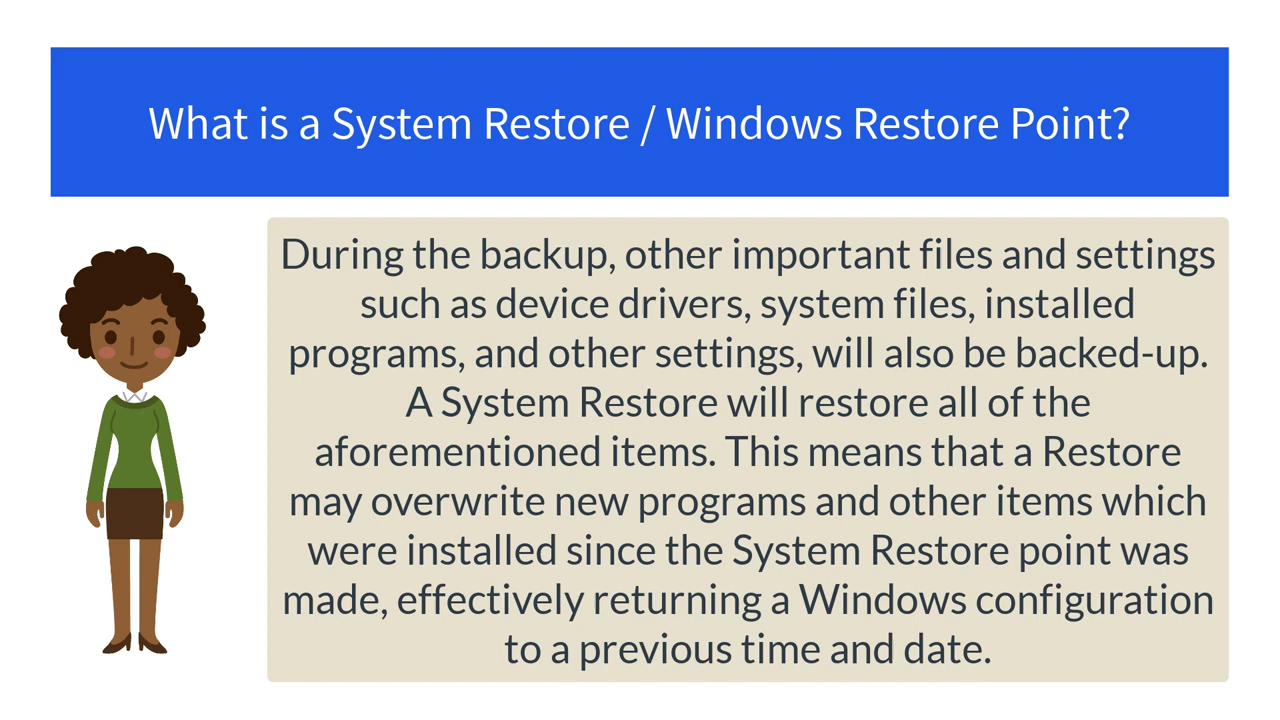 What is a System Restore / Windows Restore Point?
During the backup, other important files and settings
such as device drivers, system files, installed
programs, and other settings, will also be backed-up.
A System Restore will restore all of the
aforementioned items. This means that a Restore
may overwrite new programs and other items which
were installed since the System Restore point was
made, effectively returning a Windows configuration
to a previous time and date.